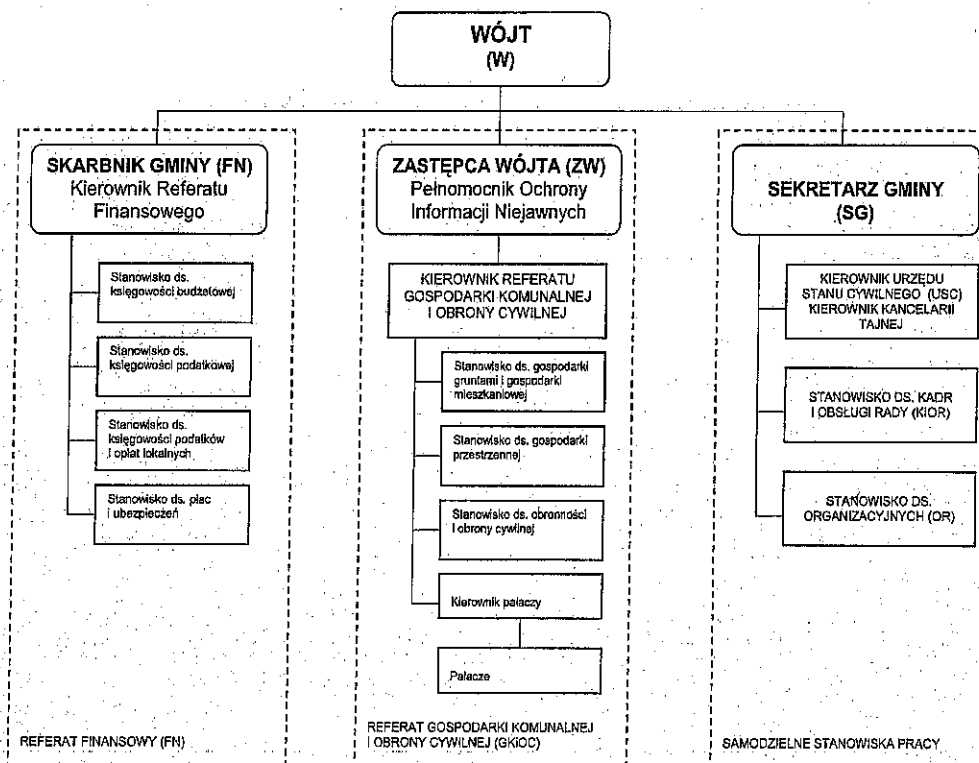 WÓJT
(W)
SKARBNIK GMINY (FN)
Kierownik Referatu
Finansowego
Stanowisko ds.
księgowości budżetowej
Stanowisko ds.
księgowości podatkowej
Stanowisko ds.
księgowości podatków
i opłat lokalnych
Stanowisko ds. płac
i ubezpieczeń
REFERAT FINANSOWY (FN)
ZASTĘPCA WÓJTA (ZW)
Pełnomocnik Ochrony
Informacji Niejawnych
KIEROWNIK REFERATU
GOSPODARKI KOMUNALNEJ
I OBRONY CYWILNEJ
Stanowisko ds. gospodarki
gruntami i gospodarki
mieszkaniowej
Stanowisko ds. gospodarki
przestrzennej
Stanowisko ds. obronności
i obrony cywilnej
Kierownik palaczy
Palacze
REFERAT GOSPODARKI KOMUNALNEJ
I OBRONY CYWILNEJ (GKiOC)
SEKRETARZ GMINY
(SG)
KIEROWNIK URZĘDU
STANU CYWILNEGO (USC)
KIEROWNIK KANCELARII
TAJNEJ
STANOWISKO DS. KADR
I OBSŁUGI RADY (KIOR)
STANOWISKO DS.
ORGANIZACYJNYCH (OR)
SAMODZIELNE STANOWISKA PRACY